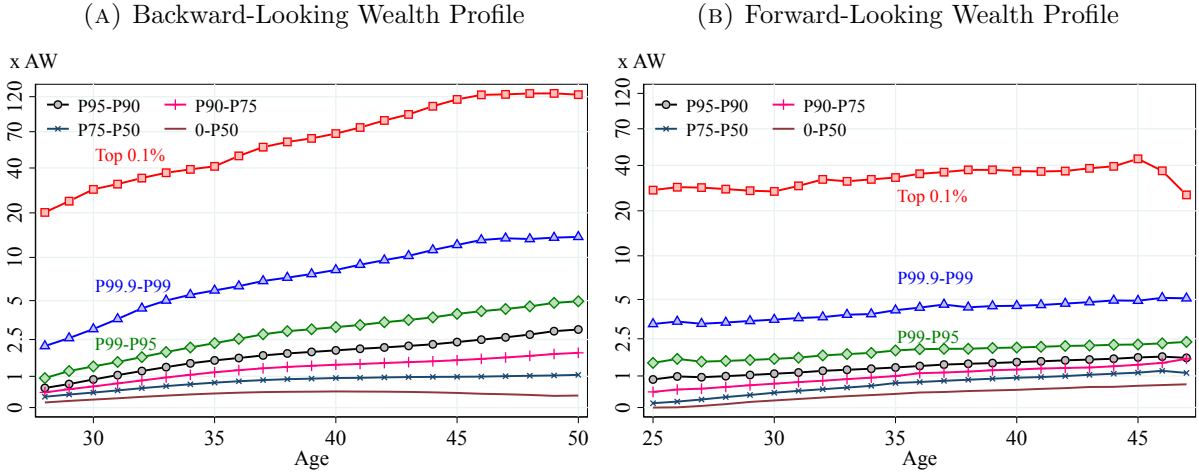 (A) Backward-Looking Wealth Profile
x AW
120
70
40
20
10
5
2.5
1
0
P95-P90
P90-P75
P75-P50
0-P50
Top 0.1%
P99.9-P99
P99-P95
30
35
40
45
50
Age
(B) Forward-Looking Wealth Profile
x AW
120
70
40
20
10
5
2.5
1
0
P95-P90
P90-P75
P75-P50
0-P50
Top 0.1%
P99.9-P99
P99-P95
25
30
35
40
45
Age